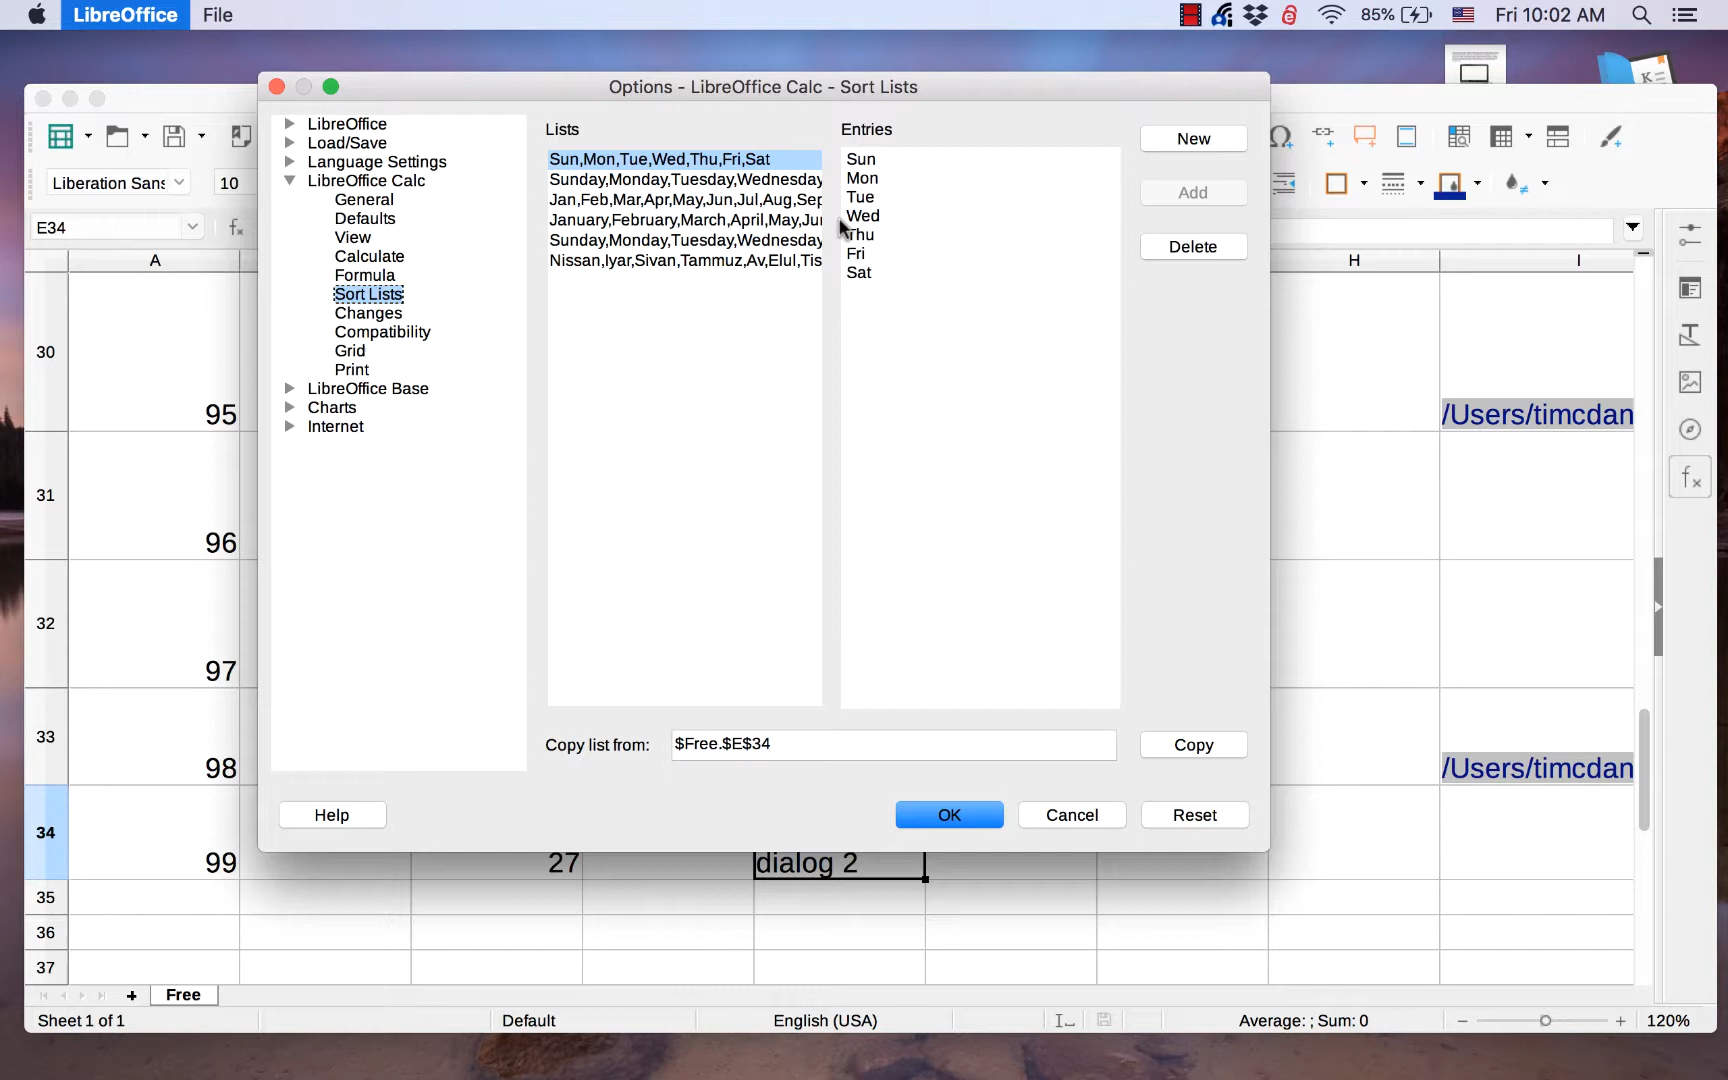 LibreOffice File 85% Fri 10:02 AM
Options - LibreOffice Calc - Sort Lists
Liberation Sans 10
E34
A H I
LibreOffice
Load/Save
Language Settings
LibreOffice Calc
General
Defaults
View
Calculate
Formula
Sort Lists
Changes
Compatibility
Grid
Print
LibreOffice Base
Charts
Internet
Lists
Sun,Mon,Tue,Wed,Thu,Fri,Sat
Sunday,Monday,Tuesday,Wednesday
Jan,Feb,Mar,Apr,May,Jun,Jul,Aug,Sep
January,February,March,April,May,Jun
Sunday,Monday,Tuesday,Wednesday
Nissan,Iyar,Sivan,Tammuz,Av,Elul,Tis
Entries
Sun
Mon
Tue
Wed
Thu
Fri
Sat
New
Add
Delete
Copy list from: $Free.$E$34 Copy
Help OK Cancel Reset
30 95 /Users/timcdan
31 96
32 97
33 98 /Users/timcdan
34 99 27 dialog 2
35
36
37
Free
Sheet 1 of 1 Default English (USA) Average: ; Sum: 0 120%